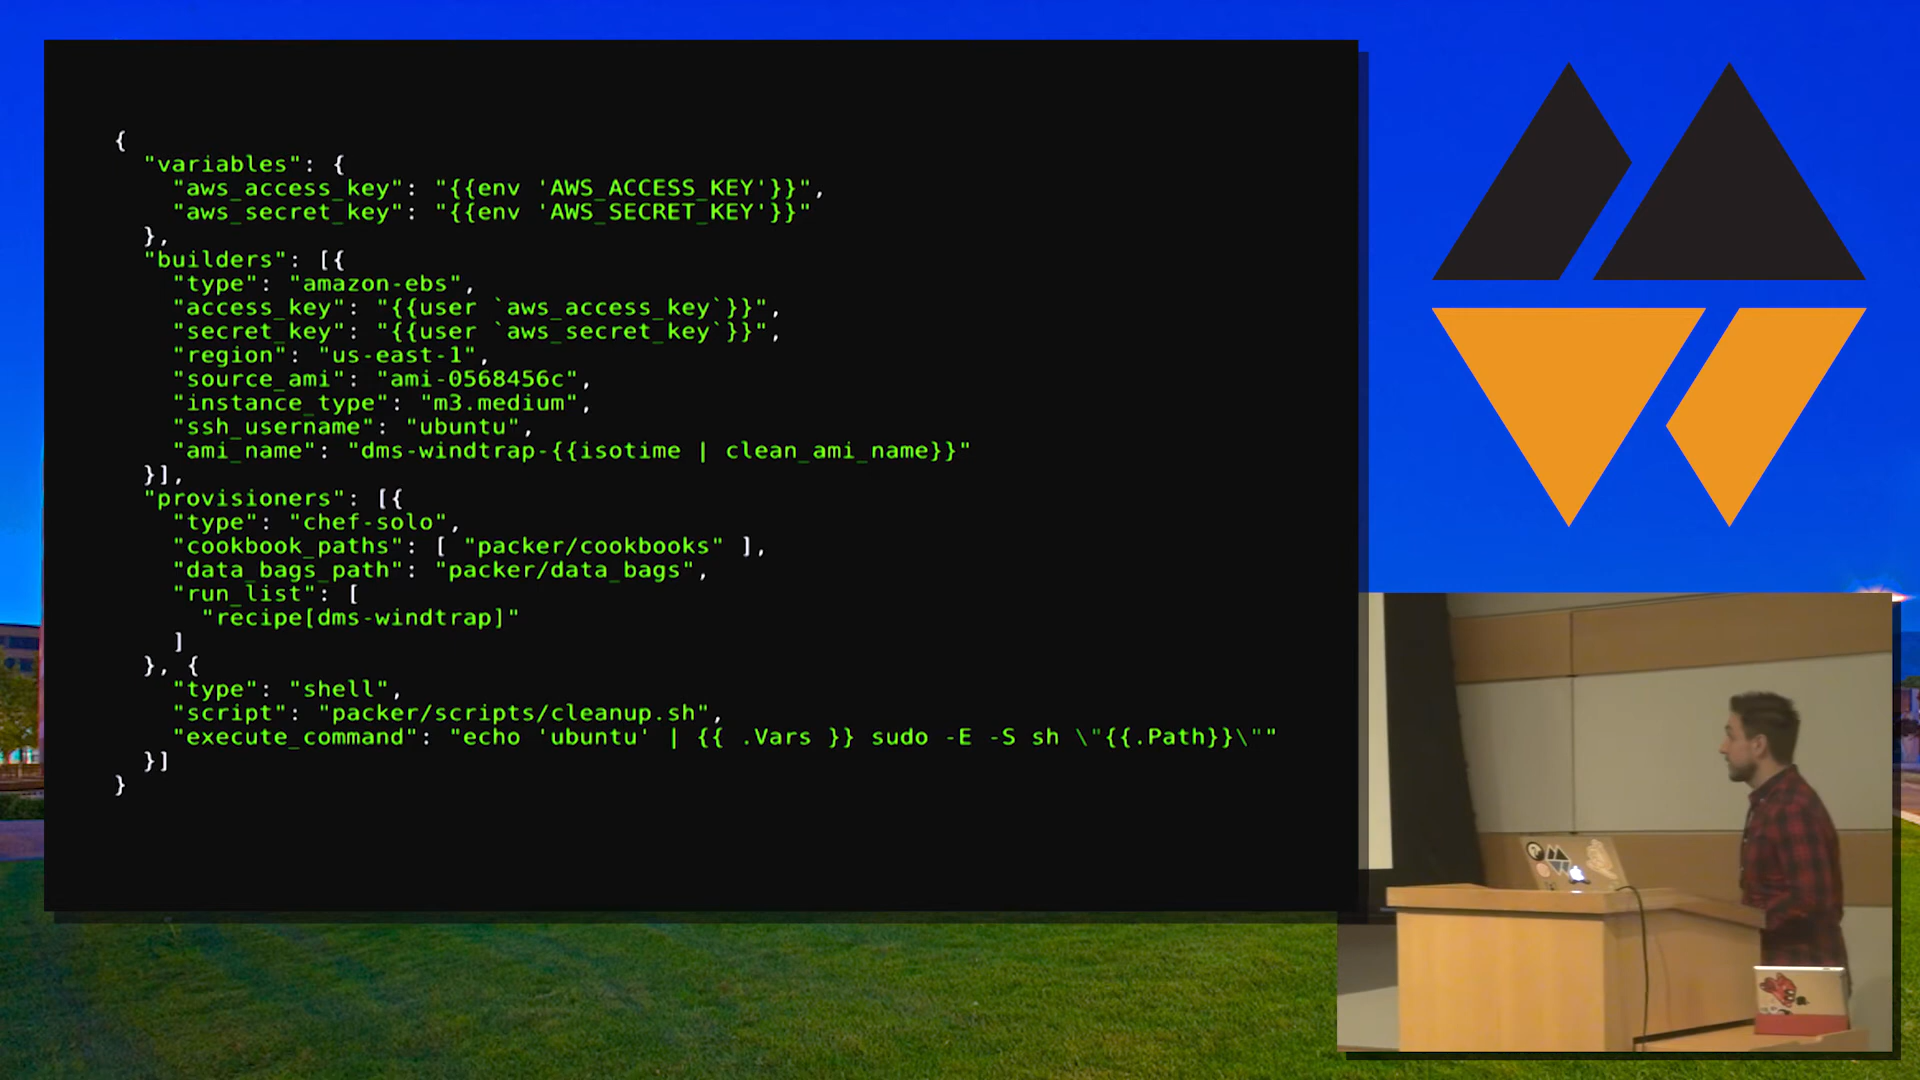 {
  "variables": {
    "aws_access_key": "{{env 'AWS_ACCESS_KEY'}}",
    "aws_secret_key": "{{env 'AWS_SECRET_KEY'}}"
  },
  "builders": [{
    "type": "amazon-ebs",
    "access_key": "{{user `aws_access_key`}}",
    "secret_key": "{{user `aws_secret_key`}}",
    "region": "us-east-1",
    "source_ami": "ami-0568456c",
    "instance_type": "m3.medium",
    "ssh_username": "ubuntu",
    "ami_name": "dms-windtrap-{{isotime | clean_ami_name}}"
  }],
  "provisioners": [{
    "type": "chef-solo",
    "cookbook_paths": [ "packer/cookbooks" ],
    "data_bags_path": "packer/data_bags",
    "run_list": [
      "recipe[dms-windtrap]"
    ]
  }, {
    "type": "shell",
    "script": "packer/scripts/cleanup.sh",
    "execute_command": "echo 'ubuntu' | {{ .Vars }} sudo -E -S sh \"{{.Path}}\""
  }]
}